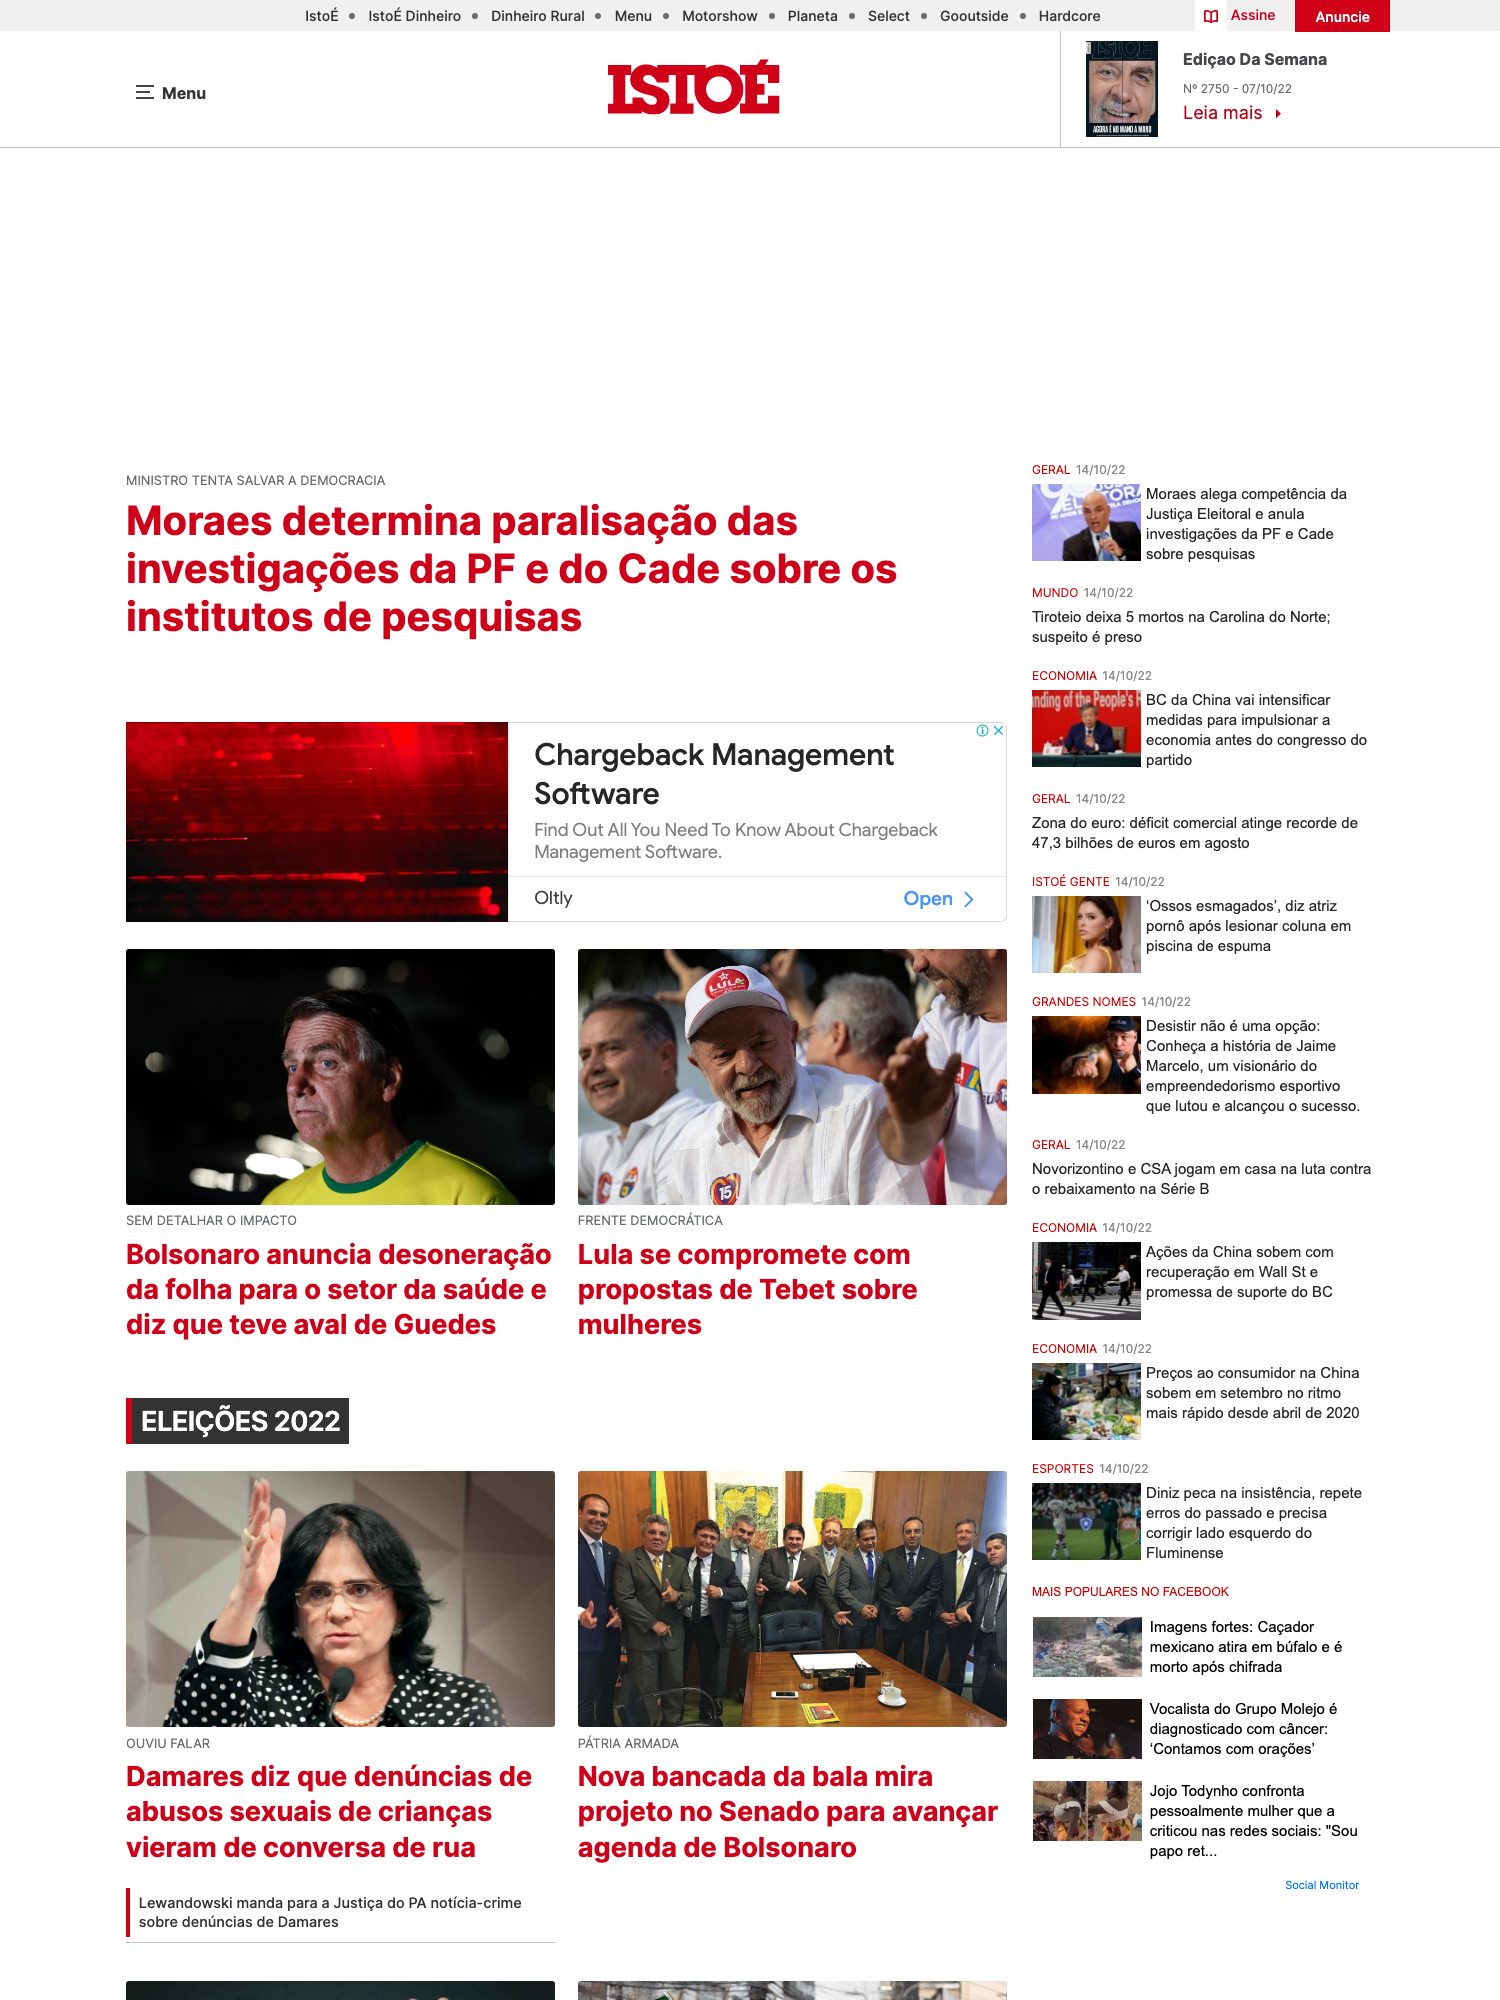 IstoÉ • IstoÉ Dinheiro • Dinheiro Rural • Menu • Motorshow • Planeta • Select • Gooutside • Hardcore
Assine
Anuncie
Menu
ISTOÉ
ISTOÉ
AGORA É NO MANO A MANO
Ediçao Da Semana
Nº 2750 - 07/10/22
Leia mais
MINISTRO TENTA SALVAR A DEMOCRACIA
Moraes determina paralisação das
investigações da PF e do Cade sobre os
institutos de pesquisas
Chargeback Management
Software
Find Out All You Need To Know About Chargeback
Management Software.
Oltly
Open
LULA
15
SEM DETALHAR O IMPACTO
Bolsonaro anuncia desoneração
da folha para o setor da saúde e
diz que teve aval de Guedes
FRENTE DEMOCRÁTICA
Lula se compromete com
propostas de Tebet sobre
mulheres
ELEIÇÕES 2022
OUVIU FALAR
Damares diz que denúncias de
abusos sexuais de crianças
vieram de conversa de rua
Lewandowski manda para a Justiça do PA notícia-crime
sobre denúncias de Damares
PÁTRIA ARMADA
Nova bancada da bala mira
projeto no Senado para avançar
agenda de Bolsonaro
GERAL 14/10/22
Moraes alega competência da
Justiça Eleitoral e anula
investigações da PF e Cade
sobre pesquisas
MUNDO 14/10/22
Tiroteio deixa 5 mortos na Carolina do Norte;
suspeito é preso
ECONOMIA 14/10/22
nding of the People's R
BC da China vai intensificar
medidas para impulsionar a
economia antes do congresso do
partido
GERAL 14/10/22
Zona do euro: déficit comercial atinge recorde de
47,3 bilhões de euros em agosto
ISTOÉ GENTE 14/10/22
‘Ossos esmagados’, diz atriz
pornô após lesionar coluna em
piscina de espuma
GRANDES NOMES 14/10/22
Desistir não é uma opção:
Conheça a história de Jaime
Marcelo, um visionário do
empreendedorismo esportivo
que lutou e alcançou o sucesso.
GERAL 14/10/22
Novorizontino e CSA jogam em casa na luta contra
o rebaixamento na Série B
ECONOMIA 14/10/22
Ações da China sobem com
recuperação em Wall St e
promessa de suporte do BC
ECONOMIA 14/10/22
Preços ao consumidor na China
sobem em setembro no ritmo
mais rápido desde abril de 2020
ESPORTES 14/10/22
Diniz peca na insistência, repete
erros do passado e precisa
corrigir lado esquerdo do
Fluminense
MAIS POPULARES NO FACEBOOK
Imagens fortes: Caçador
mexicano atira em búfalo e é
morto após chifrada
Vocalista do Grupo Molejo é
diagnosticado com câncer:
‘Contamos com orações’
Jojo Todynho confronta
pessoalmente mulher que a
criticou nas redes sociais: "Sou
papo ret...
Social Monitor